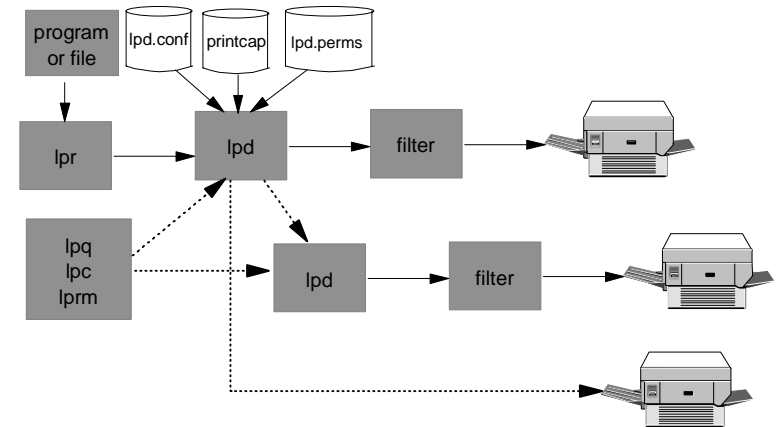 program
or file
lpd.conf
printcap
lpd.perms
lpr
lpd
filter
lpq
lpc
lprm
lpd
filter